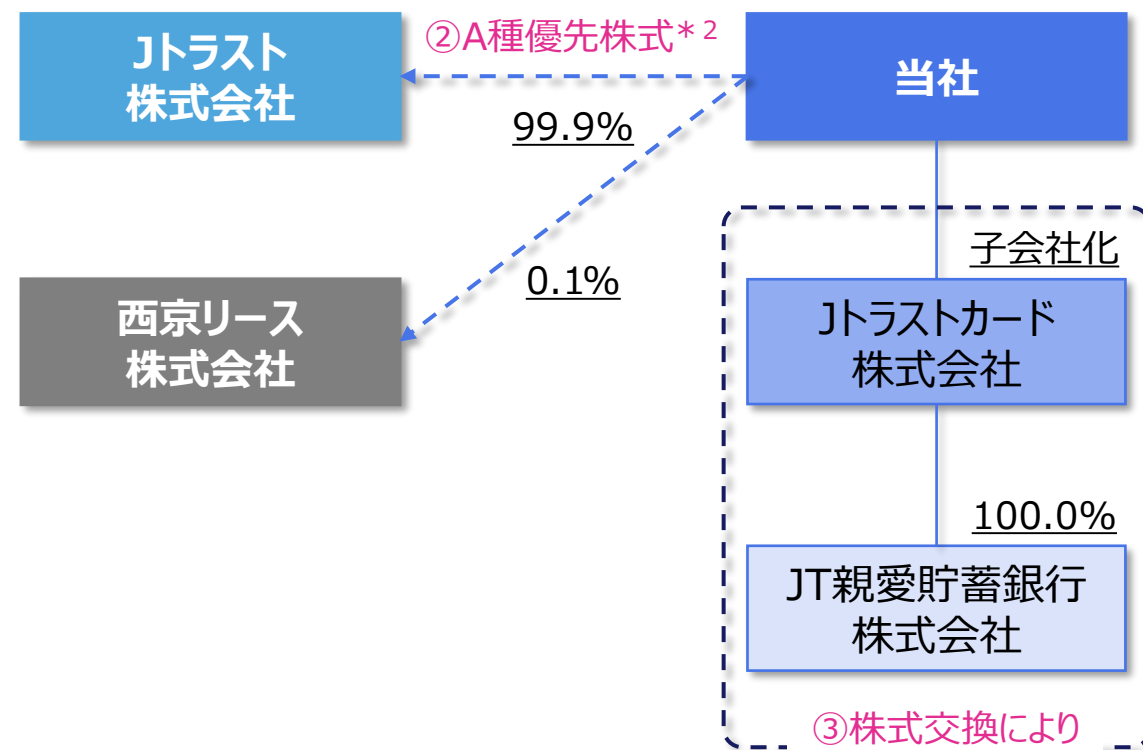 Jトラスト
株式会社
②A種優先株式*2
当社
99.9%
子会社化
0.1%
西京リース
株式会社
Jトラストカード
株式会社
100.0%
JT親愛貯蓄銀行
株式会社
③株式交換により